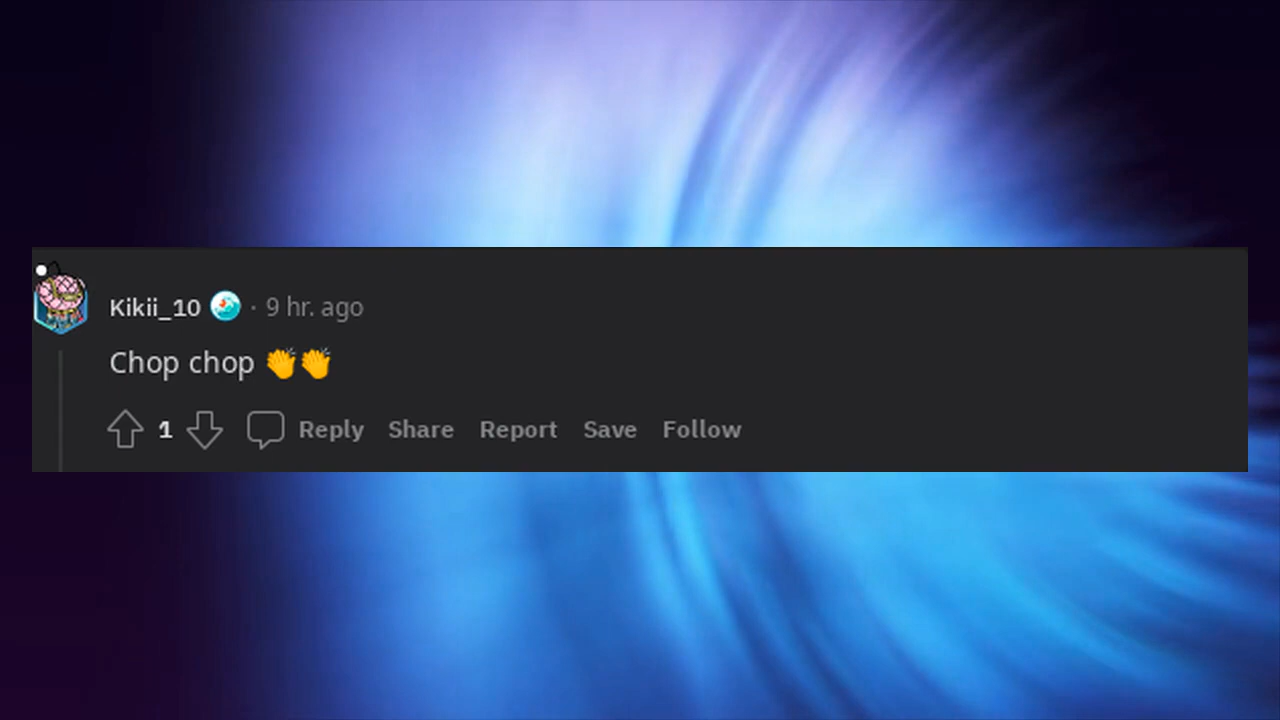 Kikii_10 · 9 hr. ago
Chop chop 👏👏
1 Reply Share Report Save Follow